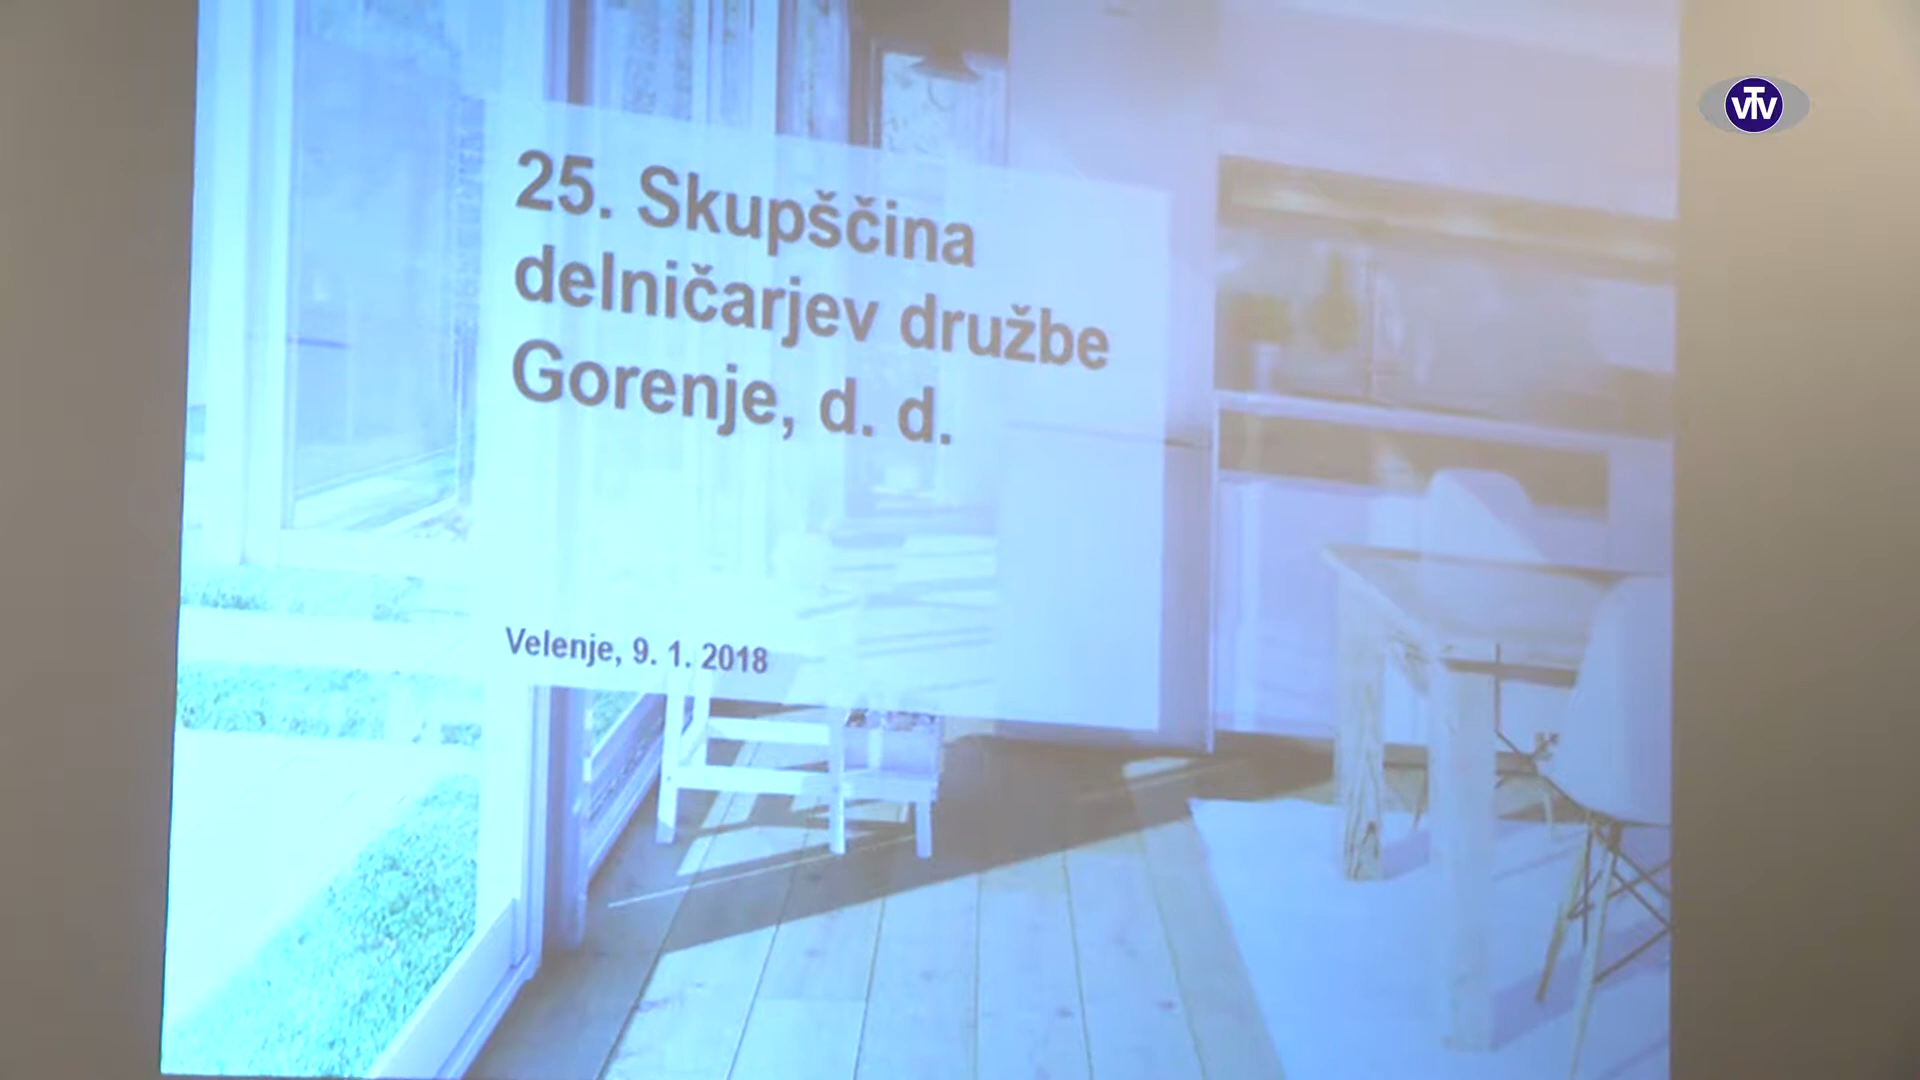 25. Skupščina
delničarjev družbe
Gorenje, d. d.
Velenje, 9. 1. 2018
VTV